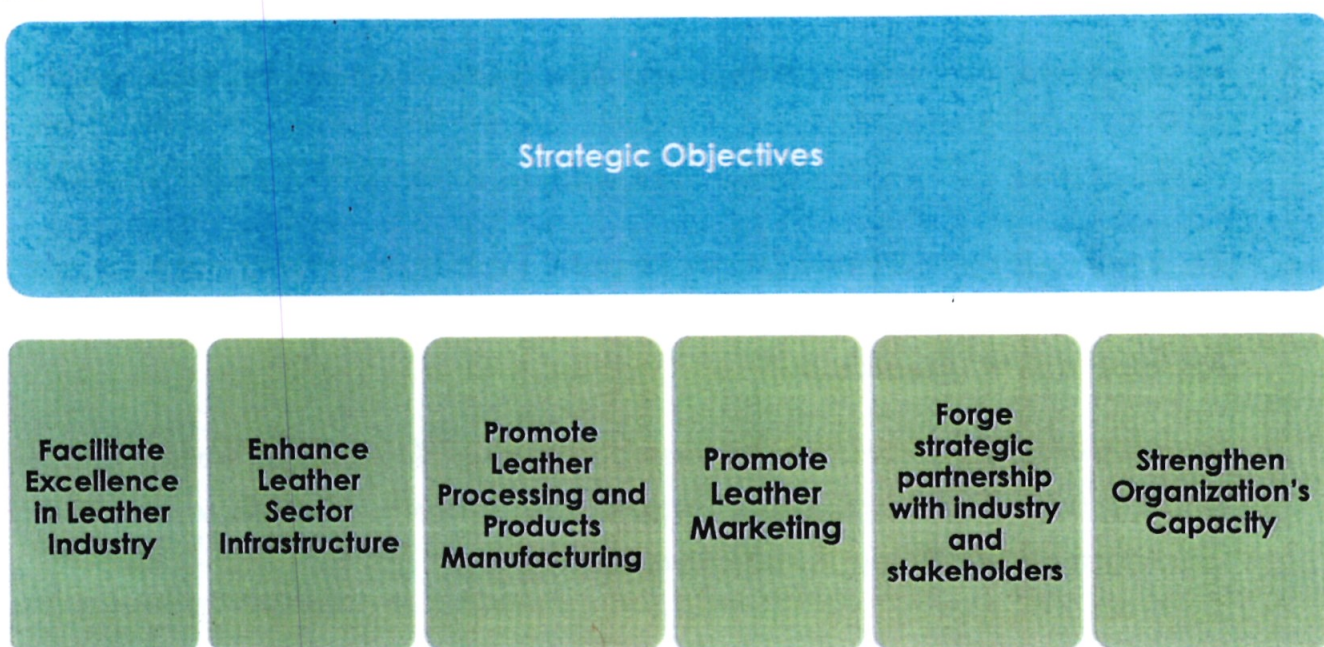 Strategic Objectives
Facilitate
Excellence
in Leather
Industry
Enhance
Leather
Sector
Infrastructure
Promote
Leather
Processing and
Products
Manufacturing
Promote
Leather
Marketing
Forge
strategic
partnership
with industry
and
stakeholders
Strengthen
Organization's
Capacity